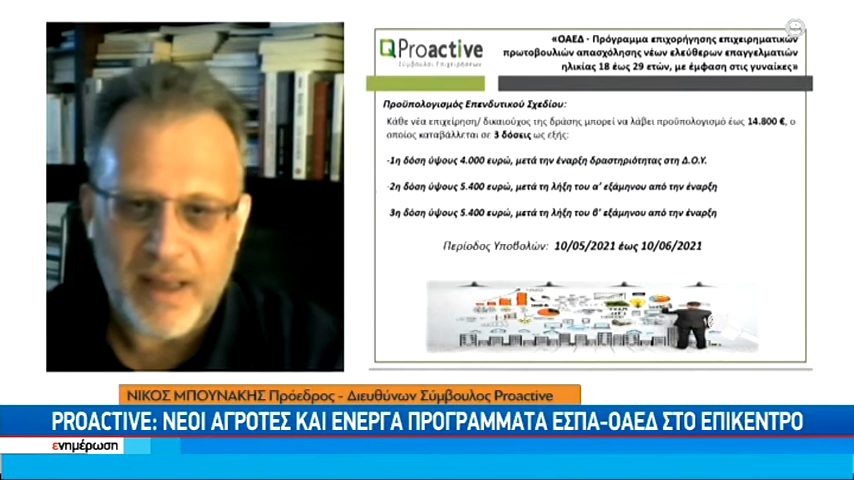 Proactive
Σύμβουλοι Επιχειρήσεων
«ΟΑΕΔ - Πρόγραμμα επιχορήγησης επιχειρηματικών
πρωτοβουλιών απασχόλησης νέων ελεύθερων επαγγελματιών
ηλικίας 18 έως 29 ετών, με έμφαση στις γυναίκες»
Προϋπολογισμός Επενδυτικού Σχεδίου:
Κάθε νέα επιχείρηση/ δικαιούχος της δράσης μπορεί να λάβει προϋπολογισμό έως 14.800 €, ο
οποίος καταβάλλεται σε 3 δόσεις ως εξής:
-1η δόση ύψους 4.000 ευρώ, μετά την έναρξη δραστηριότητας στη Δ.Ο.Υ.
-2η δόση ύψους 5.400 ευρώ, μετά τη λήξη του α' εξάμηνου από την έναρξη
3η δόση ύψους 5.400 ευρώ, μετά τη λήξη του β' εξάμηνου από την έναρξη
Περίοδος Υποβολών: 10/05/2021 έως 10/06/2021
ΝΙΚΟΣ ΜΠΟΥΝΑΚΗΣ Πρόεδρος - Διευθύνων Σύμβουλος Proactive
PROACTIVE: ΝΕΟΙ ΑΓΡΟΤΕΣ ΚΑΙ ΕΝΕΡΓΑ ΠΡΟΓΡΑΜΜΑΤΑ ΕΣΠΑ-ΟΑΕΔ ΣΤΟ ΕΠΙΚΕΝΤΡΟ
ενημέρωση